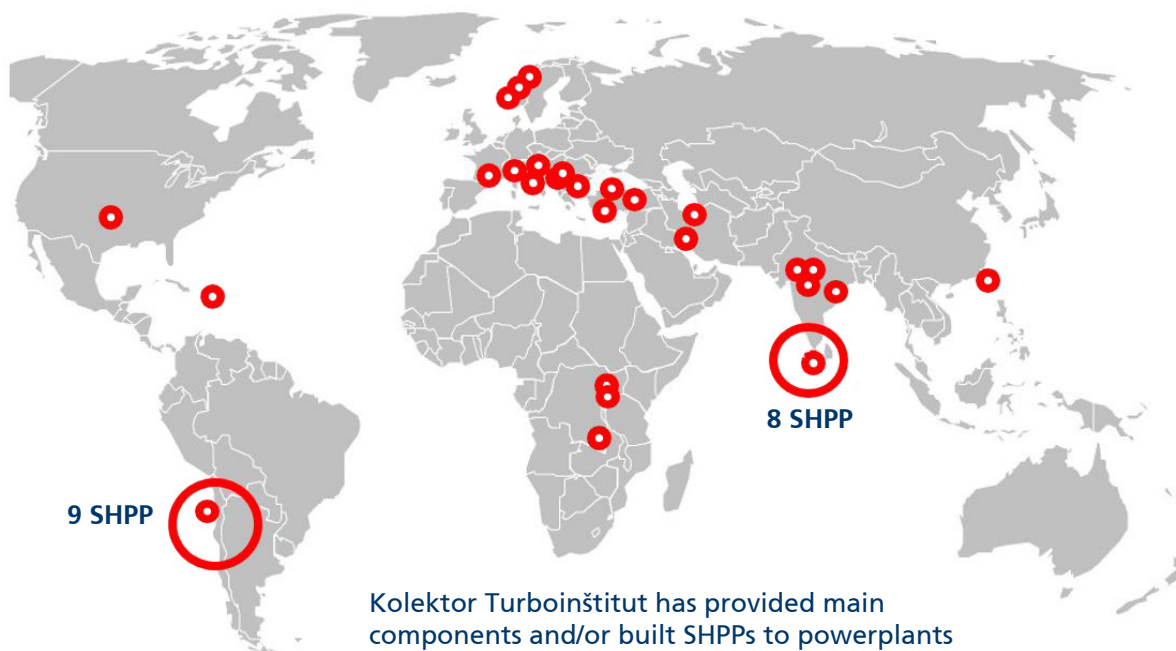 8 SHPP
9 SHPP
Kolektor Turboinštitut has provided main
components and/or built SHPPs to powerplants